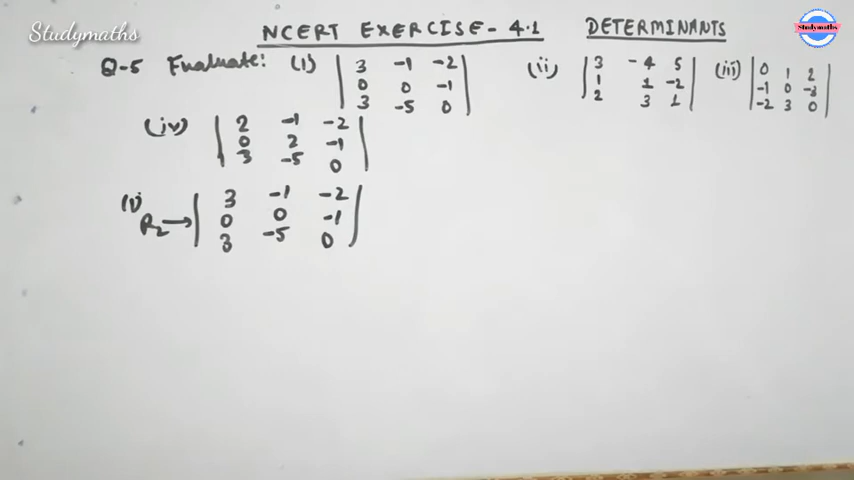 Studymaths
NCERT EXERCISE - 4.1 DETERMINANTS
Studymaths
Q-5 Evaluate: (i) | 3 -1 -2 | (ii) | 3 -4 5 | (iii) | 0 1 2 |
| 0 0 -1 | | 1 1 -2 | | -1 0 -3 |
| 3 -5 0 | | 2 3 1 | | -2 3 0 |
(iv) | 2 -1 -2 |
| 0 2 -1 |
| 3 -5 0 |
(i) | 3 -1 -2 |
R2 → | 0 0 -1 |
| 3 -5 0 |